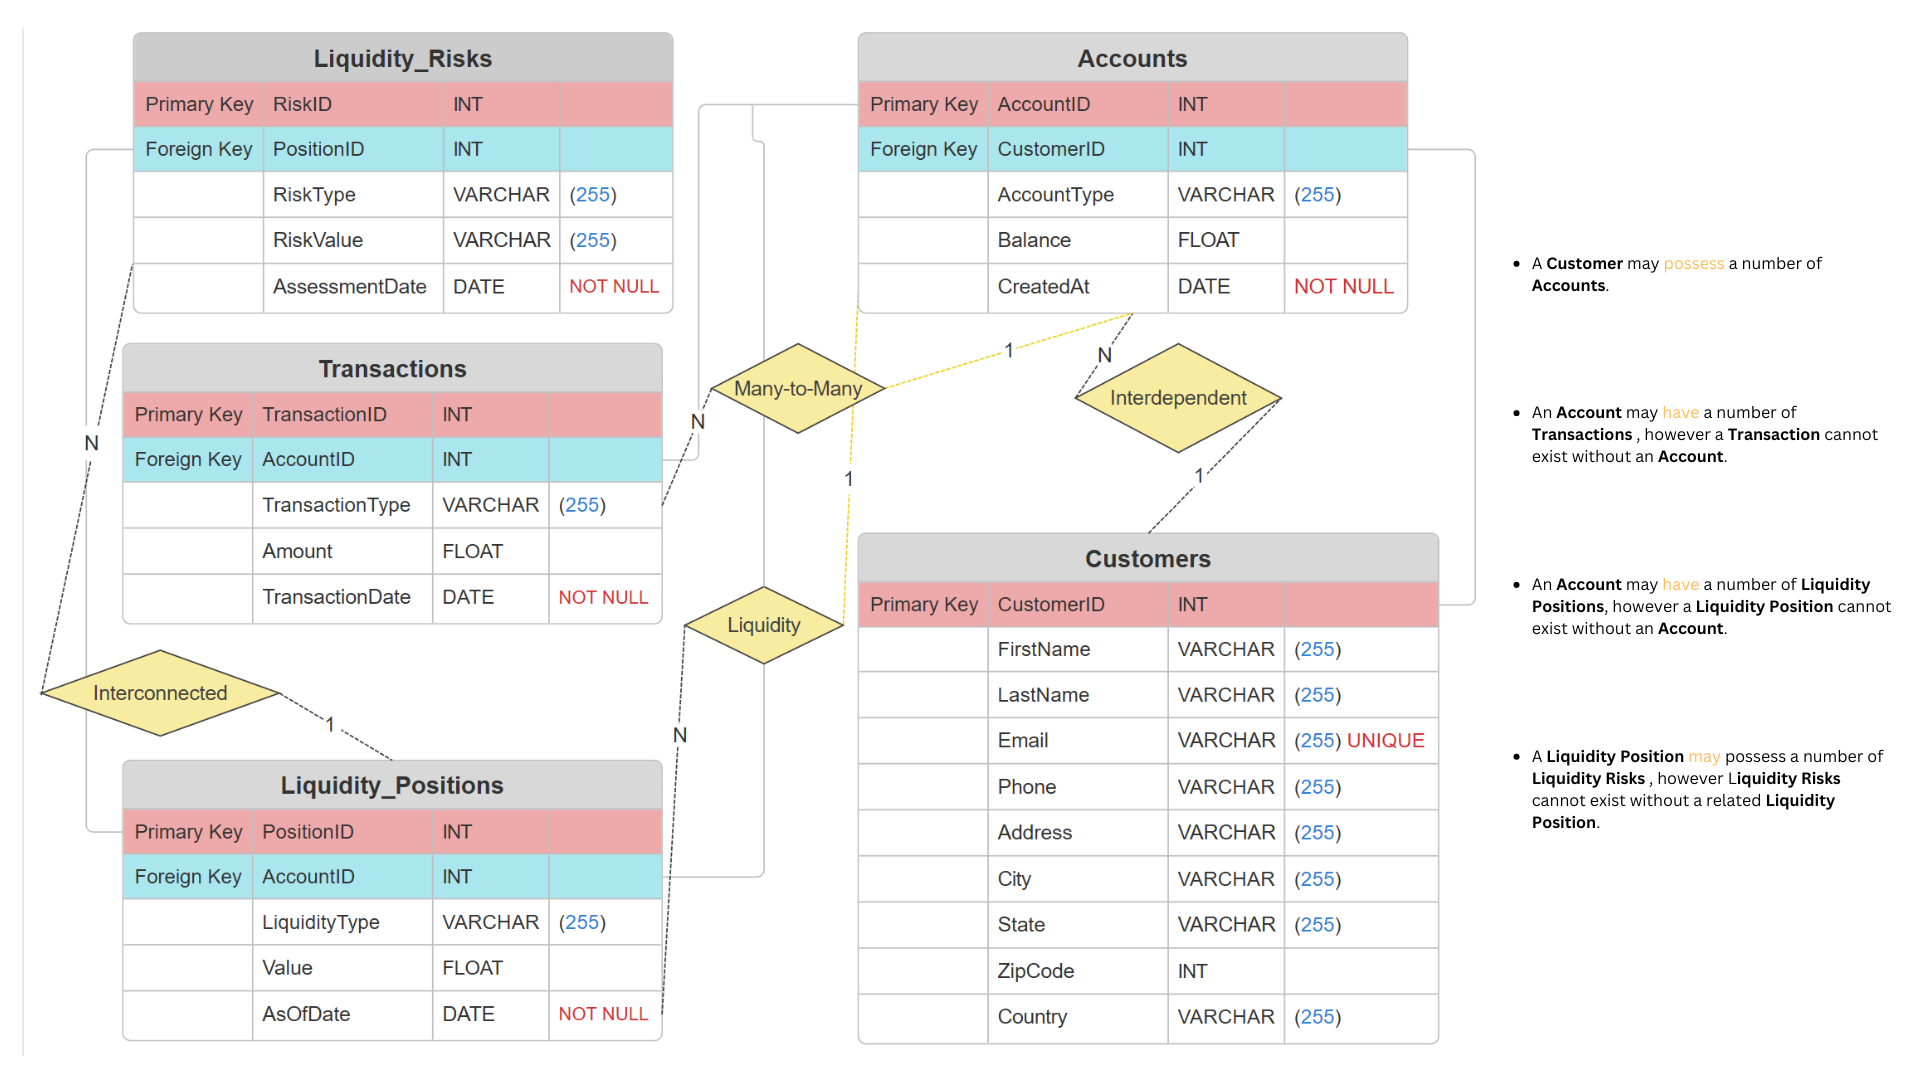 Liquidity_Risks
Primary Key RiskID INT
Foreign Key PositionID INT
RiskType VARCHAR (255)
RiskValue VARCHAR (255)
AssessmentDate DATE NOT NULL
Transactions
Primary Key TransactionID INT
Foreign Key AccountID INT
TransactionType VARCHAR (255)
Amount FLOAT
TransactionDate DATE NOT NULL
N
Interconnected
1
Liquidity_Positions
Primary Key PositionID INT
Foreign Key AccountID INT
LiquidityType VARCHAR (255)
Value FLOAT
AsOfDate DATE NOT NULL
Many-to-Many
N
1
Liquidity
1
N
Accounts
Primary Key AccountID INT
Foreign Key CustomerID INT
AccountType VARCHAR (255)
Balance FLOAT
CreatedAt DATE NOT NULL
N
Interdependent
1
Customers
Primary Key CustomerID INT
FirstName VARCHAR (255)
LastName VARCHAR (255)
Email VARCHAR (255) UNIQUE
Phone VARCHAR (255)
Address VARCHAR (255)
City VARCHAR (255)
State VARCHAR (255)
ZipCode INT
Country VARCHAR (255)
• A Customer may possess a number of
Accounts.
• An Account may have a number of
Transactions , however a Transaction cannot
exist without an Account.
• An Account may have a number of Liquidity
Positions, however a Liquidity Position cannot
exist without an Account.
• A Liquidity Position may possess a number of
Liquidity Risks , however Liquidity Risks
cannot exist without a related Liquidity
Position.